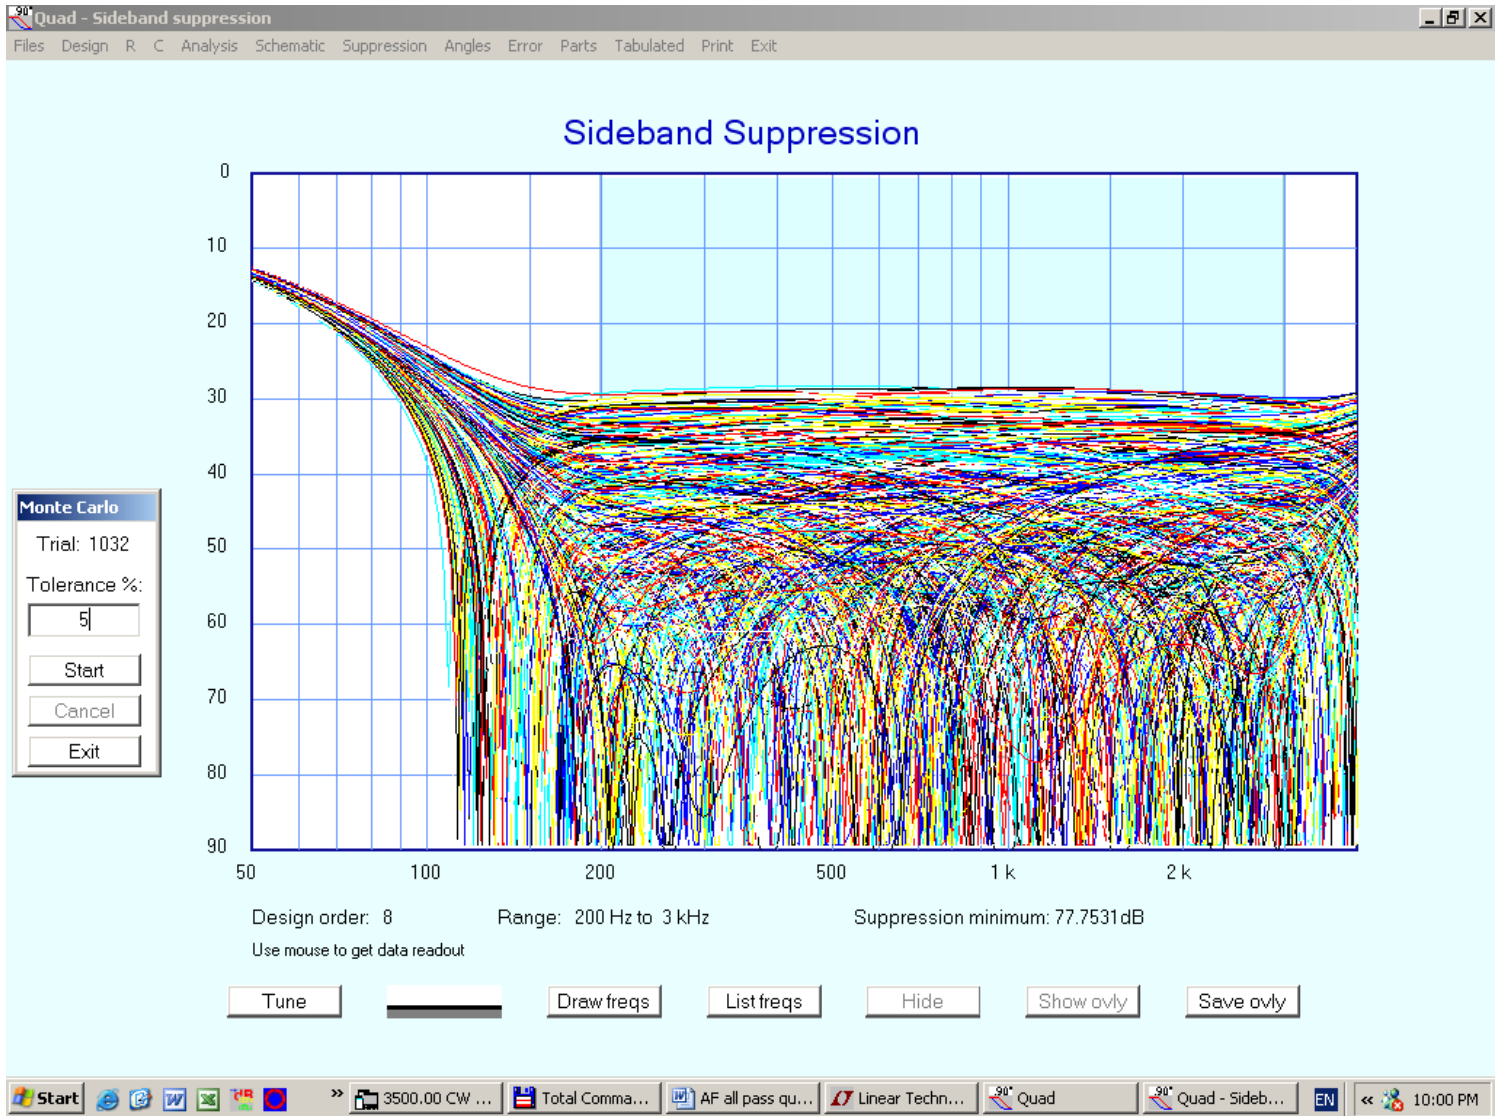 90°
Quad - Sideband suppression
Files Design R C Analysis Schematic Suppression Angles Error Parts Tabulated Print Exit
Sideband Suppression
0
10
20
30
40
50
60
70
80
90
50 100 200 500 1 k 2 k
Monte Carlo
Trial: 1032
Tolerance %:
5
Start
Cancel
Exit
Design order: 8 Range: 200 Hz to 3 kHz Suppression minimum: 77.7531dB
Use mouse to get data readout
Tune Draw freqs List freqs Hide Show ovly Save ovly
Start » 3500.00 CW ... Total Comma... AF all pass qu... Linear Techn... 90° Quad 90° Quad - Sideb... EN « 10:00 PM